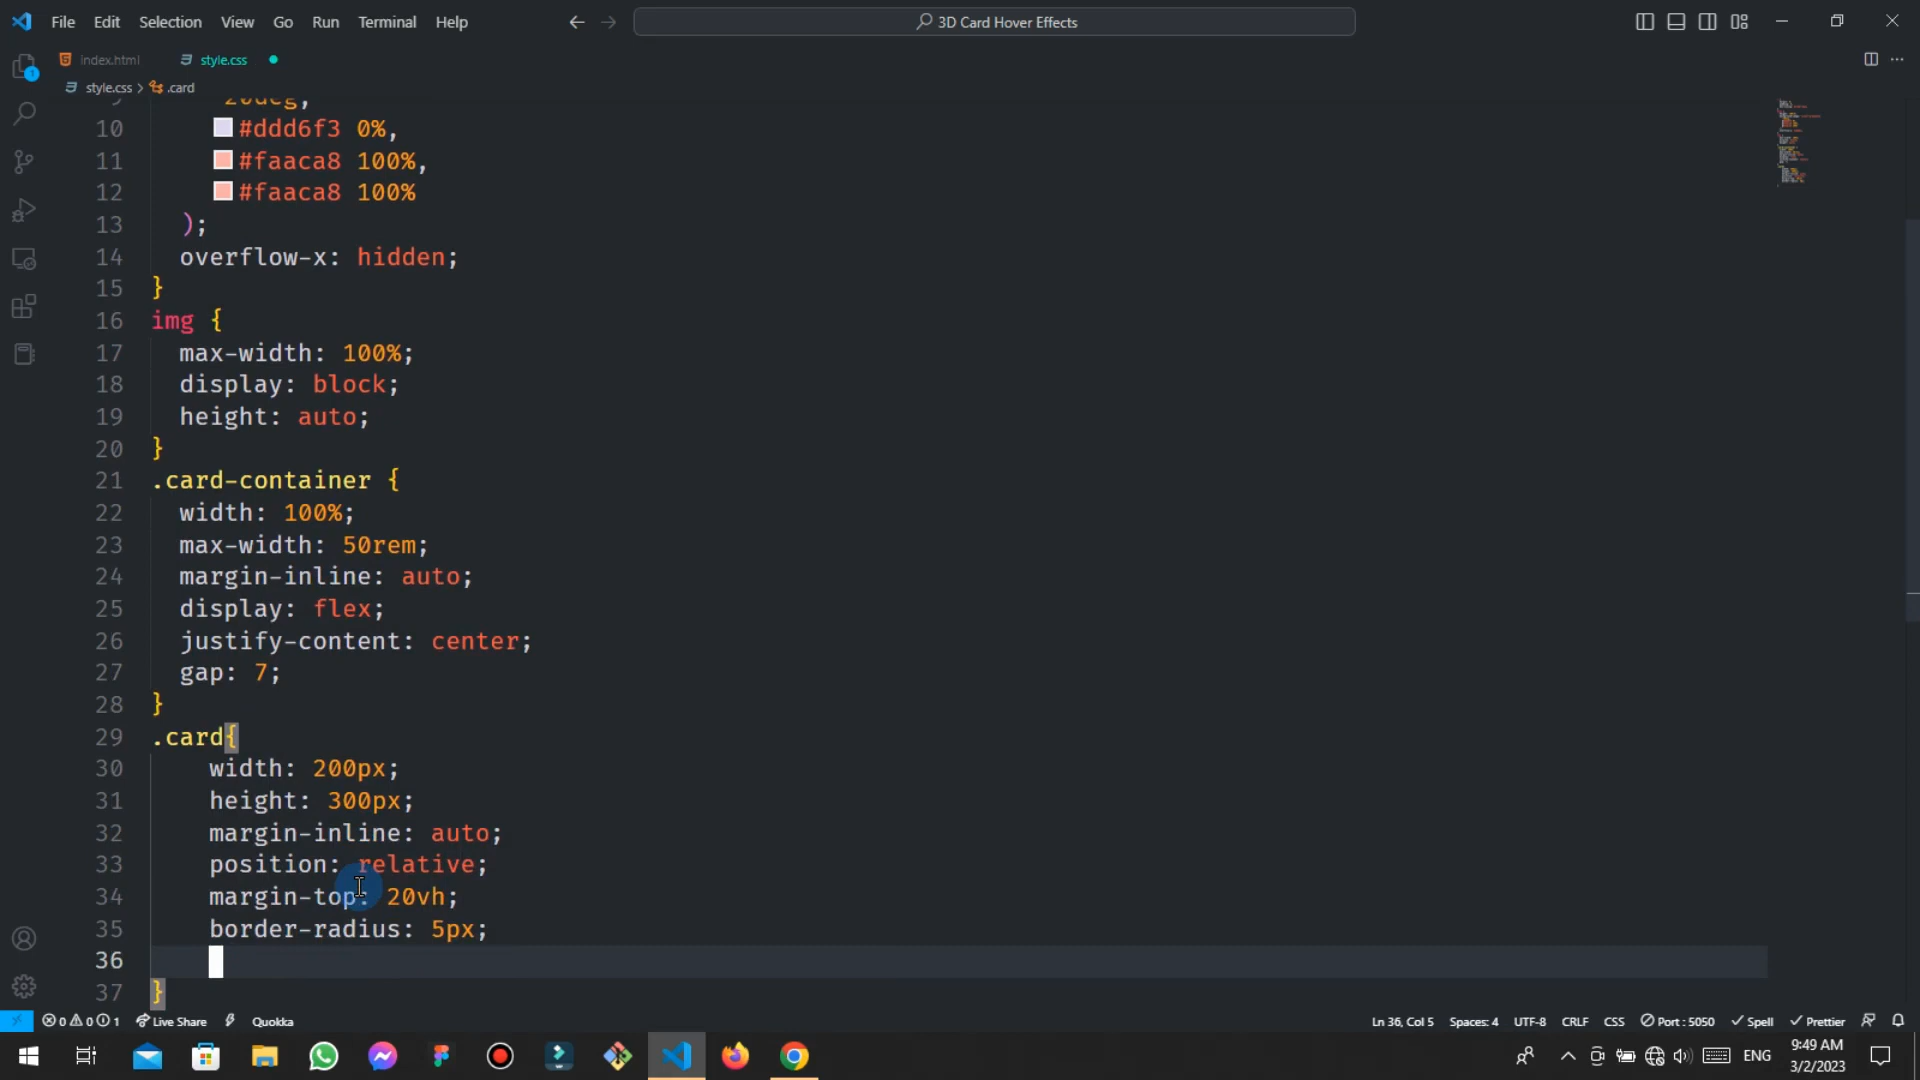 File Edit Selection View Go Run Terminal Help
3D Card Hover Effects
index.html style.css
style.css > .card
10 #ddd6f3 0%,
11 #faaca8 100%,
12 #faaca8 100%
13 );
14 overflow-x: hidden;
15 }
16 img {
17 max-width: 100%;
18 display: block;
19 height: auto;
20 }
21 .card-container {
22 width: 100%;
23 max-width: 50rem;
24 margin-inline: auto;
25 display: flex;
26 justify-content: center;
27 gap: 7;
28 }
29 .card{
30 width: 200px;
31 height: 300px;
32 margin-inline: auto;
33 position: relative;
34 margin-top: 20vh;
35 border-radius: 5px;
36
37 }
0 0 1 Live Share Quokka Ln 36, Col 5 Spaces: 4 UTF-8 CRLF CSS Port : 5050 Spell Prettier
ENG 9:49 AM
3/2/2023